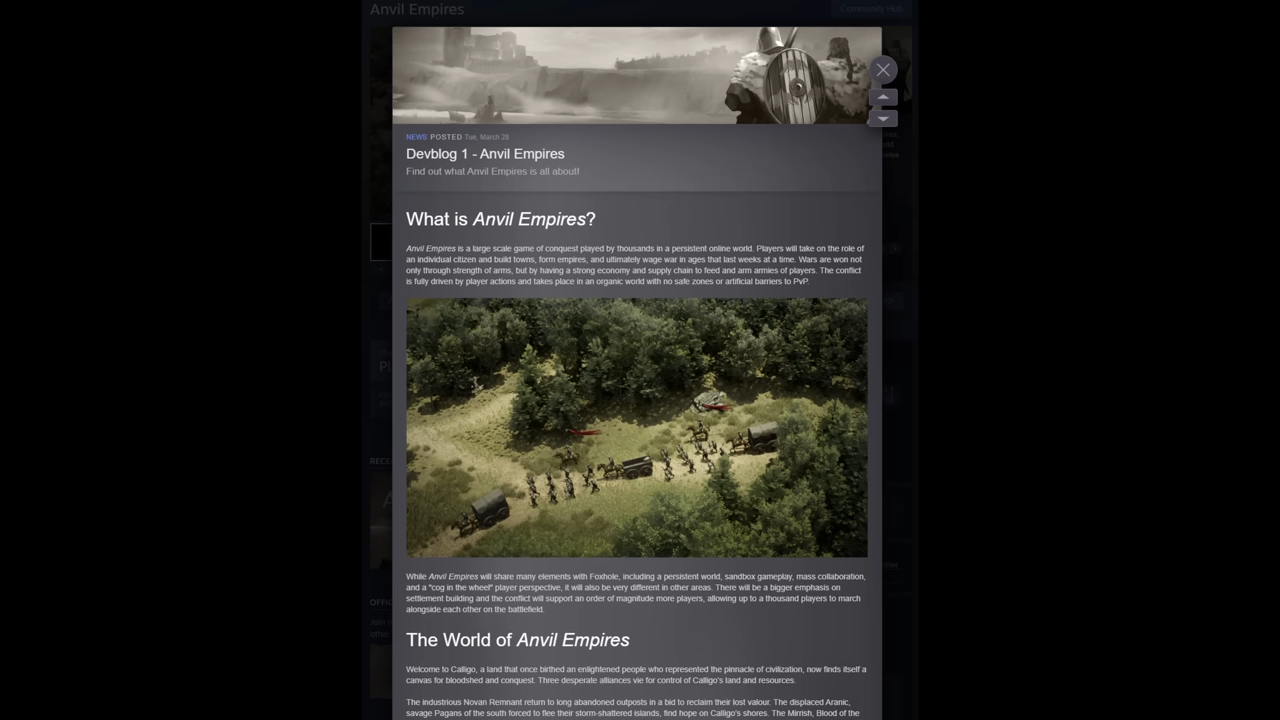 Anvil Empires
Community Hub
NEWS POSTED Tue, March 28
Devblog 1 - Anvil Empires
Find out what Anvil Empires is all about!
What is Anvil Empires?
Anvil Empires is a large scale game of conquest played by thousands in a persistent online world. Players will take on the role of
an individual citizen and build towns, form empires, and ultimately wage war in ages that last weeks at a time. Wars are won not
only through strength of arms, but by having a strong economy and supply chain to feed and arm armies of players. The conflict
is fully driven by player actions and takes place in an organic world with no safe zones or artificial barriers to PvP.
While Anvil Empires will share many elements with Foxhole, including a persistent world, sandbox gameplay, mass collaboration,
and a "cog in the wheel" player perspective, it will also be very different in other areas. There will be a bigger emphasis on
settlement building and the conflict will support an order of magnitude more players, allowing up to a thousand players to march
alongside each other on the battlefield.
The World of Anvil Empires
Welcome to Calligo, a land that once birthed an enlightened people who represented the pinnacle of civilization, now finds itself a
canvas for bloodshed and conquest. Three desperate alliances vie for control of Calligo's land and resources.
The industrious Novan Remnant return to long abandoned outposts in a bid to reclaim their lost valour. The displaced Aranic,
savage Pagans of the south forced to flee their storm-shattered islands, find hope on Calligo's shores. The Mirrish, Blood of the